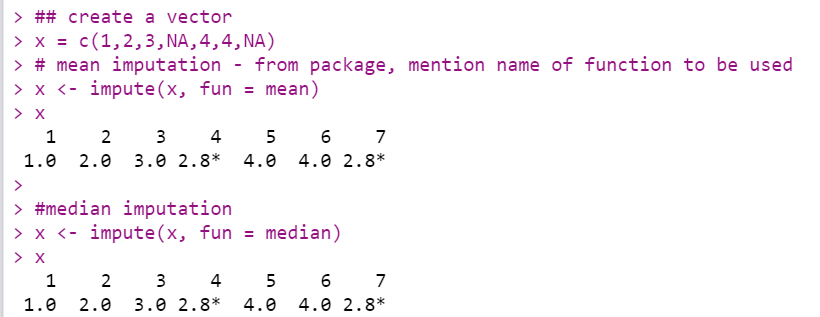 > ## create a vector
> x = c(1,2,3,NA,4,4,NA)
> # mean imputation - from package, mention name of function to be used
> x <- impute(x, fun = mean)
> x
   1    2    3    4    5    6    7
 1.0  2.0  3.0 2.8*  4.0  4.0 2.8*
>
> #median imputation
> x <- impute(x, fun = median)
> x
   1    2    3    4    5    6    7
 1.0  2.0  3.0 2.8*  4.0  4.0 2.8*